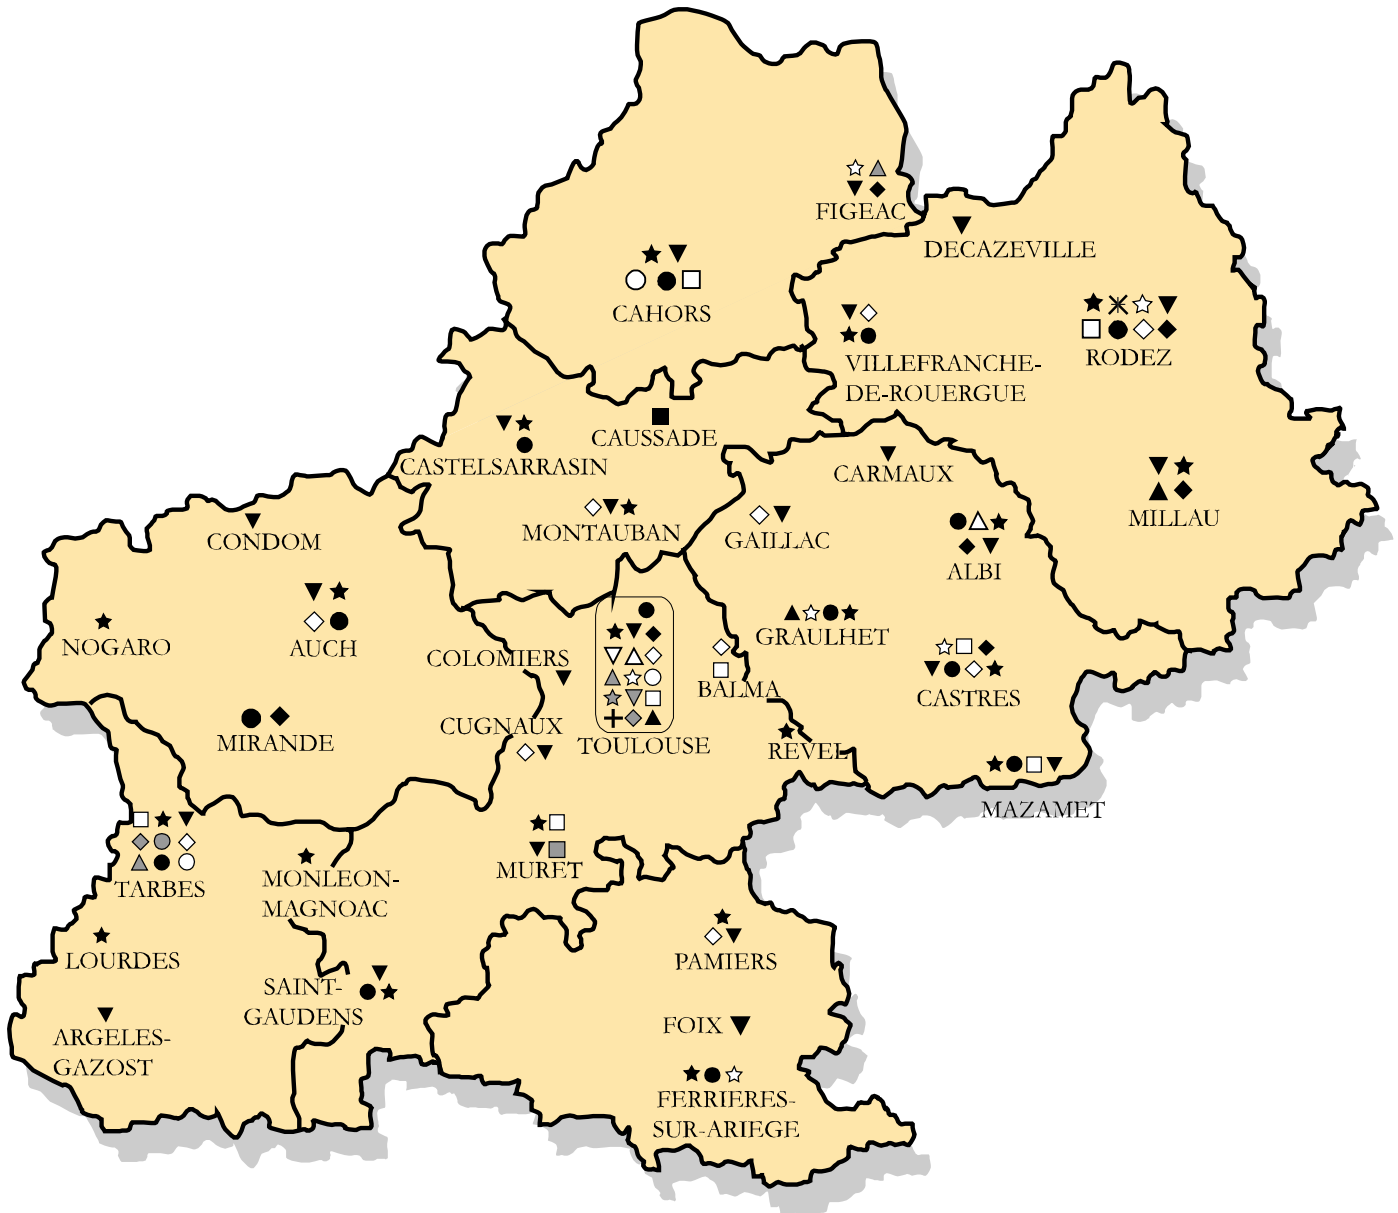 FIGEAC
DECAZEVILLE
CAHORS
VILLEFRANCHE-
DE-ROUERGUE
RODEZ
CAUSSADE
CASTELSARRASIN
CARMAUX
MONTAUBAN
GAILLAC
MILLAU
CONDOM
ALBI
NOGARO
AUCH
GRAULHET
COLOMIERS
BALMA
CASTRES
CUGNAUX
MIRANDE
TOULOUSE
REVEL
MAZAMET
MURET
TARBES
MONLEON-
MAGNOAC
LOURDES
PAMIERS
SAINT-
GAUDENS
FOIX
ARGELES-
GAZOST
FERRIERES-
SUR-ARIEGE